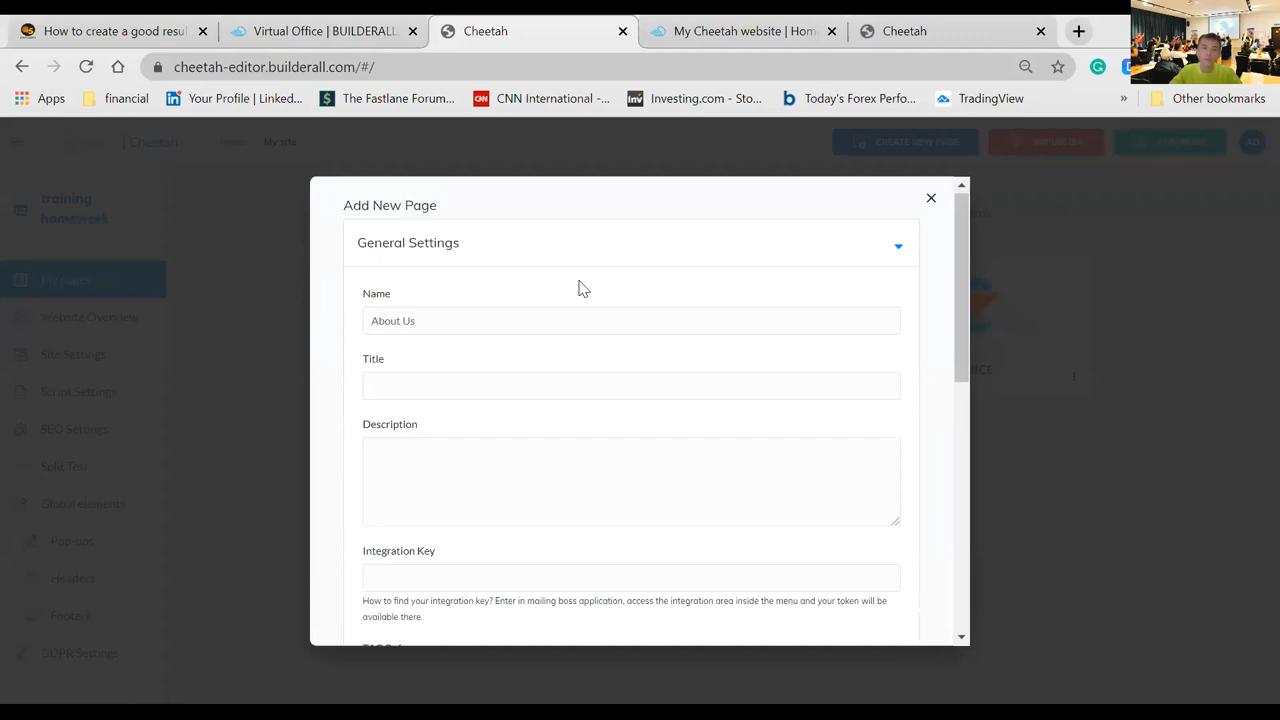 How to create a good resul
Virtual Office | BUILDERALL
Cheetah
My Cheetah website | Hom
Cheetah
cheetah-editor.builderall.com/#/
Apps
financial
Your Profile | Linked...
The Fastlane Forum...
CNN International -...
Investing.com - Sto...
Today's Forex Perfo...
TradingView
»
Other bookmarks
Cheetah
Home
My site
CREATE NEW PAGE
AD
training
homework
My pages
Website Overview
Site Settings
Script Settings
SEO Settings
Split Test
Global elements
Pop-ups
Headers
Footers
GDPR Settings
Add New Page
General Settings
Name
About Us
Title
Description
Integration Key
How to find your integration key? Enter in mailing boss application, access the integration area inside the menu and your token will be
available there.